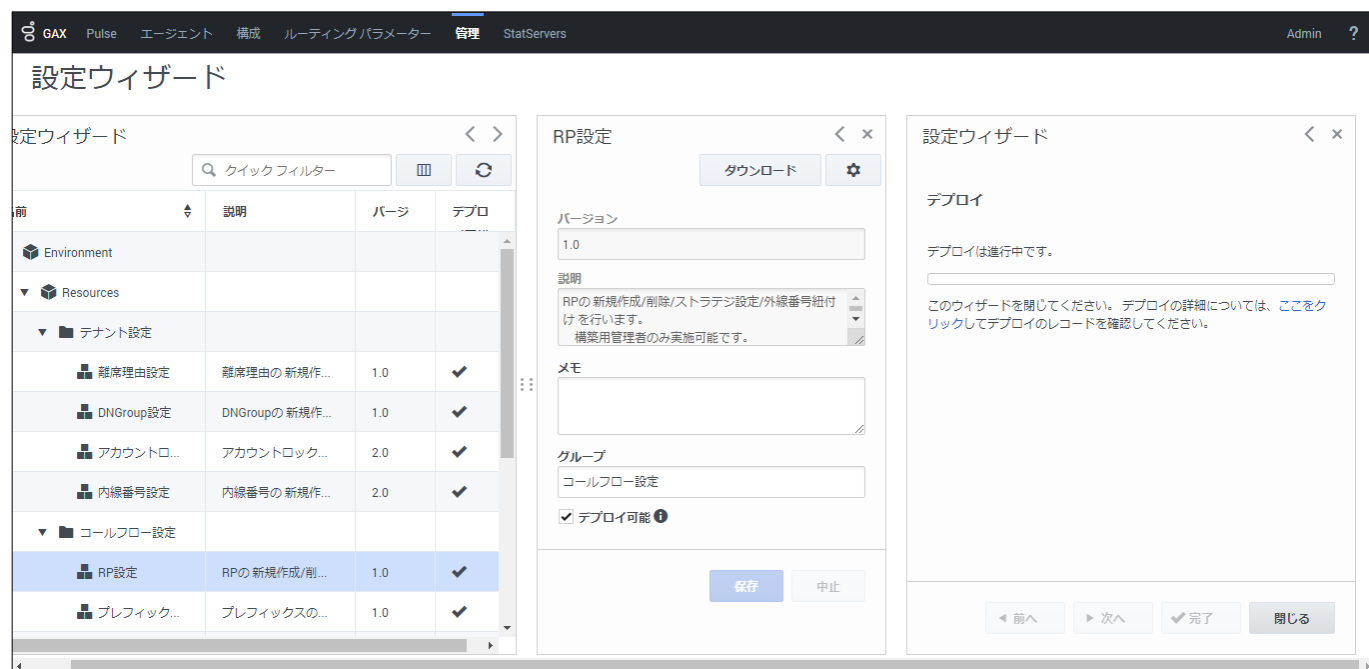 GAX Pulse エージェント 構成 ルーティング パラメーター 管理 StatServers Admin ?
設定ウィザード
設定ウィザード
クイック フィルター
名前 説明 バージ デプロ
Environment
Resources
テナント設定
離席理由設定 離席理由の 新規作... 1.0
DNGroup設定 DNGroupの 新規作... 1.0
アカウントロ... アカウントロック... 2.0
内線番号設定 内線番号の 新規作... 2.0
コールフロー設定
RP設定 RPの 新規作成/削... 1.0
プレフィック... プレフィックスの... 1.0
RP設定
ダウンロード
バージョン
1.0
説明
RPの 新規作成/削除/ストラテジ設定/外線番号紐付
け を行います。
構築用管理者のみ実施可能です。
メモ
グループ
コールフロー設定
デプロイ可能
保存 中止
設定ウィザード
デプロイ
デプロイは進行中です。
このウィザードを閉じてください。 デプロイの詳細については、ここをク
リックしてデプロイのレコードを確認してください。
前へ 次へ 完了 閉じる